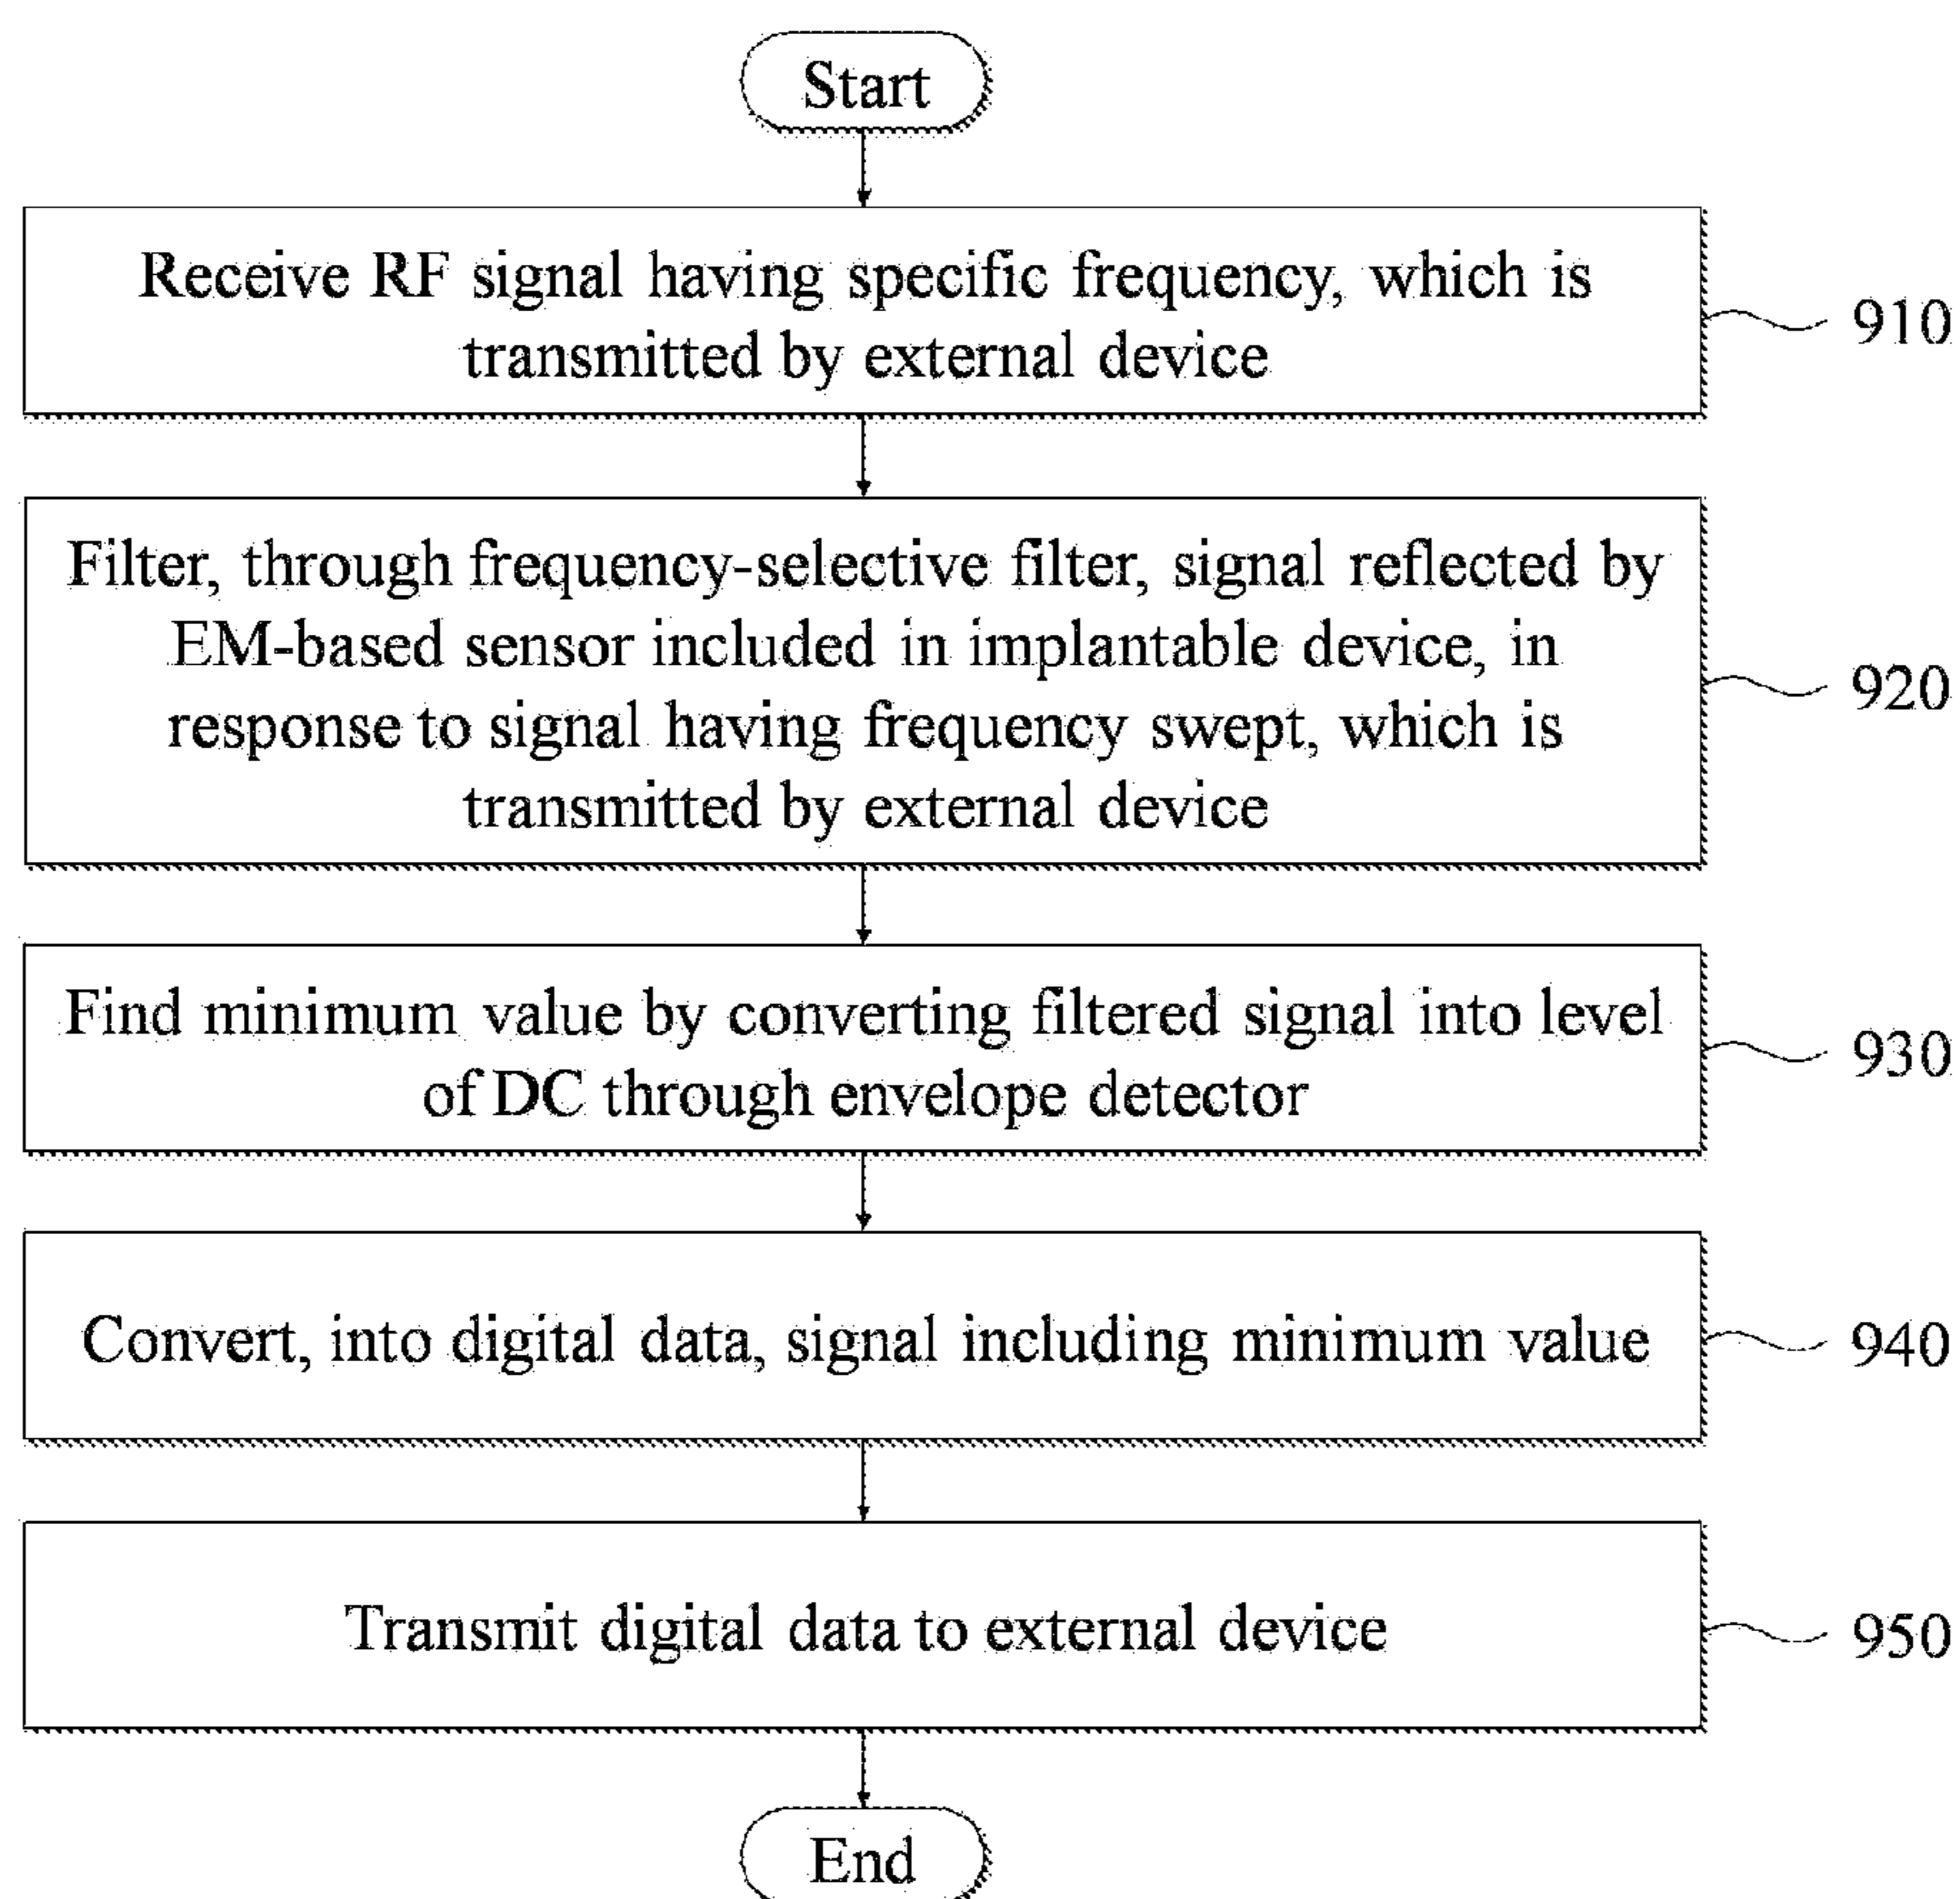 Start
Receive RF signal having specific frequency, which is
transmitted by external device
910
Filter, through frequency-selective filter, signal reflected by
EM-based sensor included in implantable device, in
response to signal having frequency swept, which is
transmitted by external device
920
Find minimum value by converting filtered signal into level
of DC through envelope detector
930
Convert, into digital data, signal including minimum value
940
Transmit digital data to external device
950
End